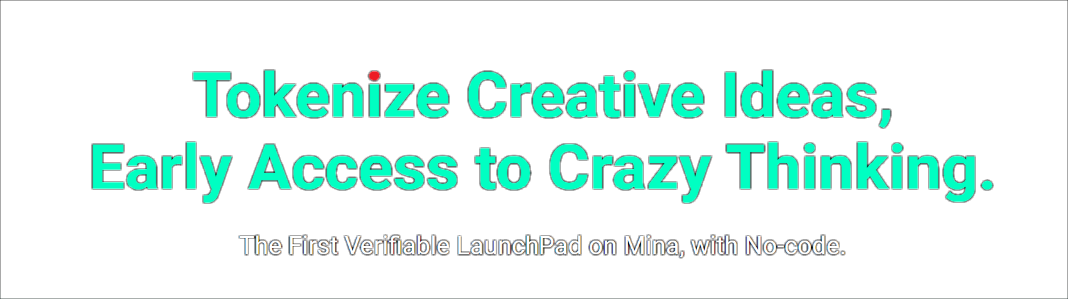 Tokenize Creative Ideas,
Early Access to Crazy Thinking.
The First Verifiable LaunchPad on Mina, with No-code.